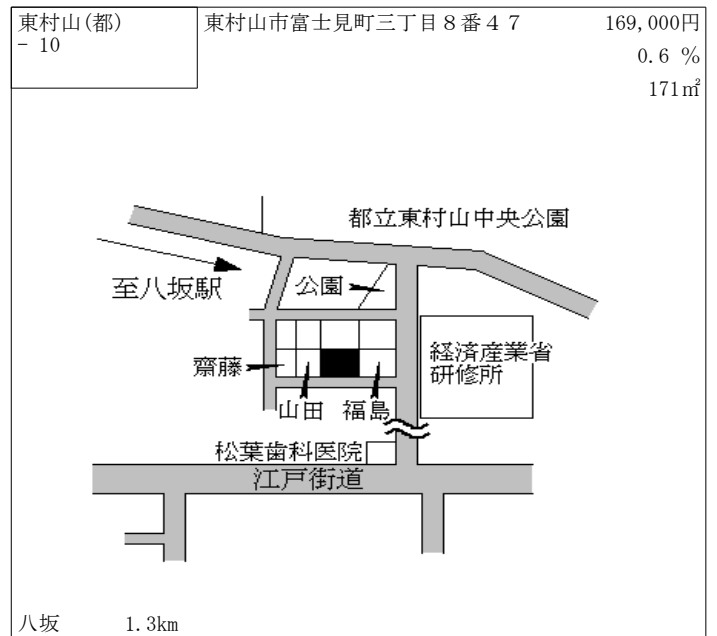 東村山(都)
- 10
東村山市富士見町三丁目８番４７
169,000円
0.6 %
171㎡
都立東村山中央公園
至八坂駅
公園
経済産業省
研修所
齋藤
山田
福島
松葉歯科医院
江戸街道
八坂 1.3km